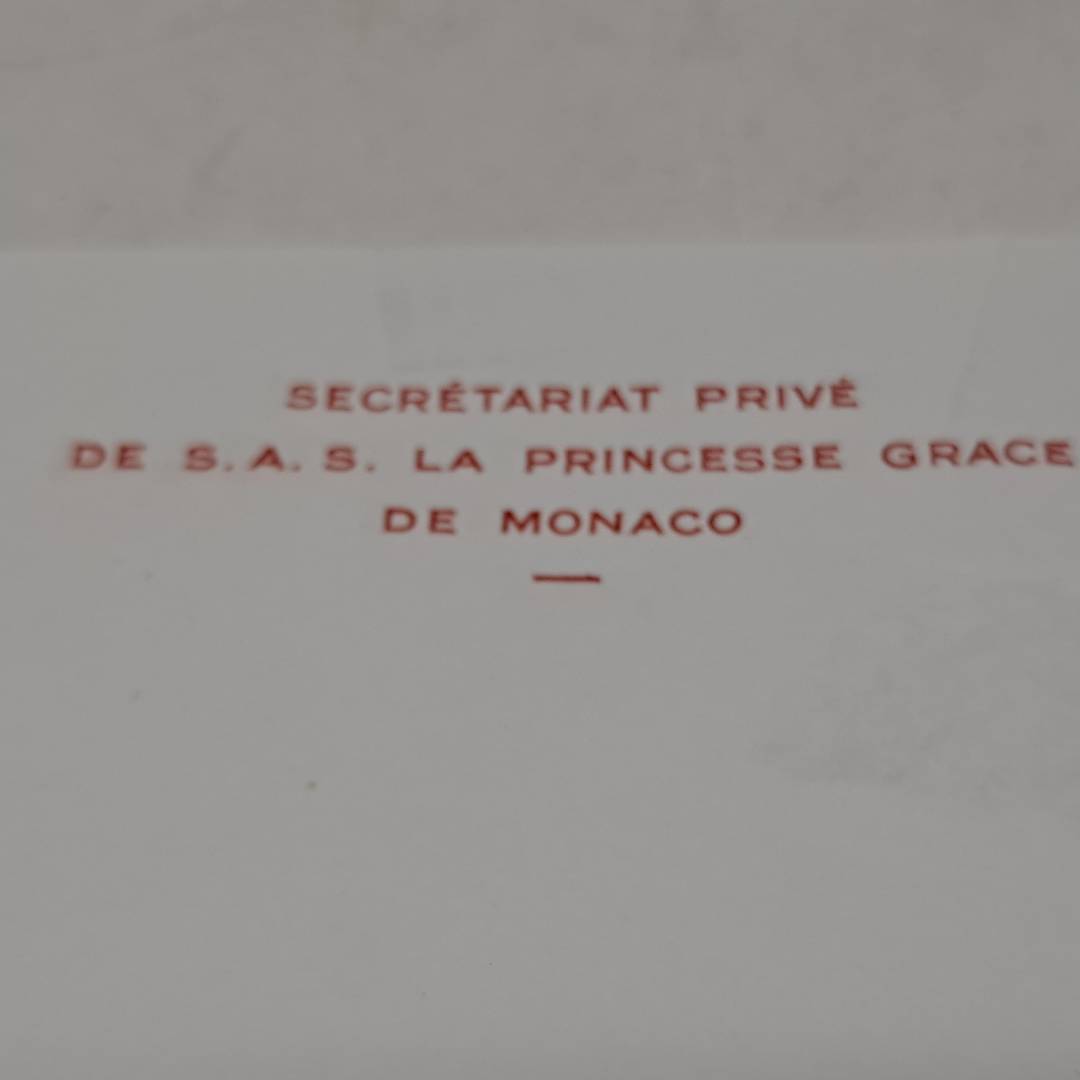 SECRÉTARIAT PRIVÉ
DE S.A.S. LA PRINCESSE GRACE
DE MONACO